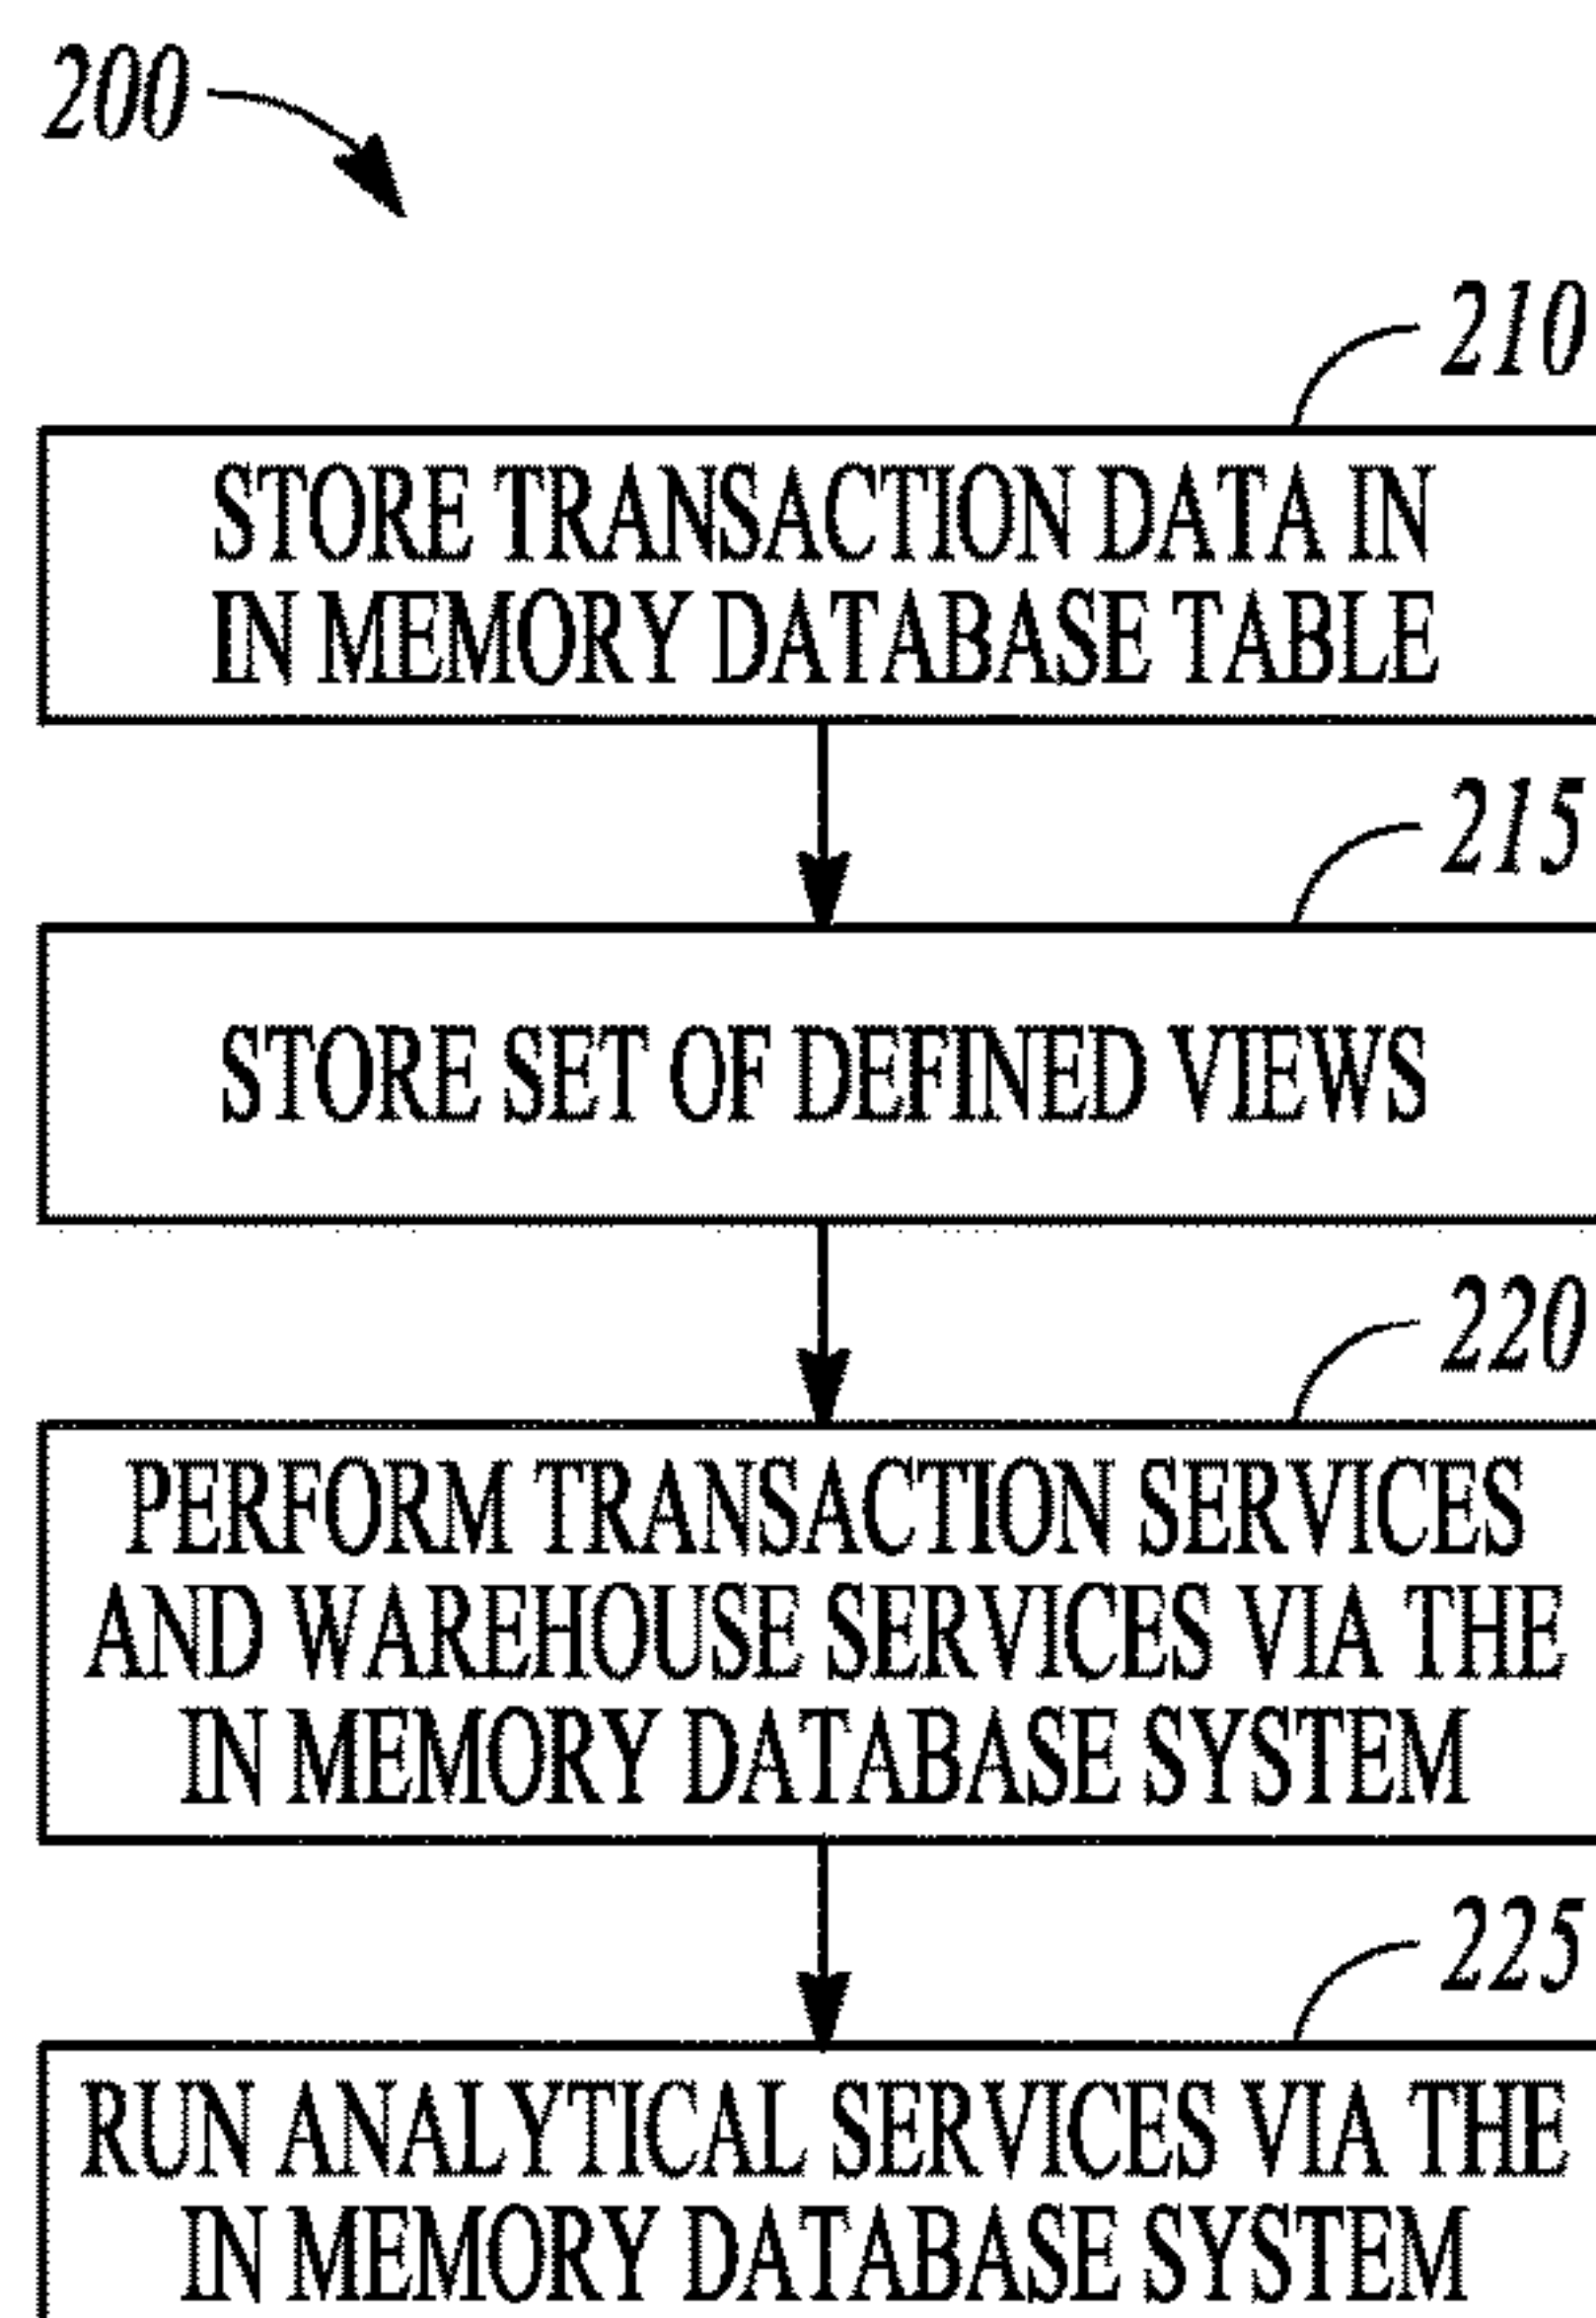 200
210
STORE TRANSACTION DATA IN
IN MEMORY DATABASE TABLE
215
STORE SET OF DEFINED VIEWS
220
PERFORM TRANSACTION SERVICES
AND WAREHOUSE SERVICES VIA THE
IN MEMORY DATABASE SYSTEM
225
RUN ANALYTICAL SERVICES VIA THE
IN MEMORY DATABASE SYSTEM